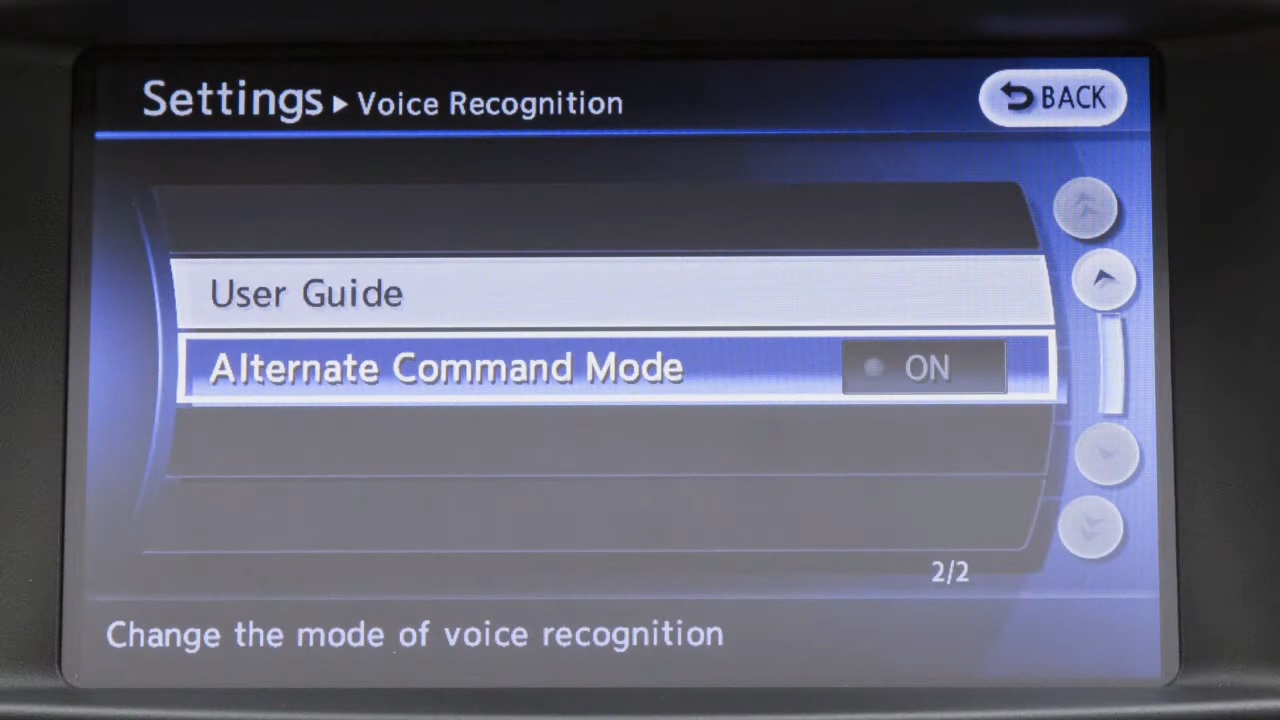 Settings ▸ Voice Recognition
BACK
User Guide
Alternate Command Mode ON
2/2
Change the mode of voice recognition